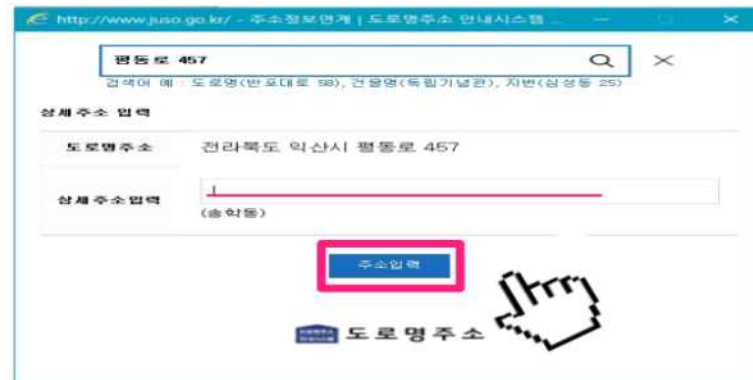 http://www.juso.go.kr/ - 주소정보연계 | 도로명주소 안내시스템 ...
평동로 457
검색어 예 : 도로명(반포대로 58), 건물명(독립기념관), 지번(삼성동 25)
상세주소 입력
도로명주소 전라북도 익산시 평동로 457
상세주소입력
(송학동)
주소입력
도로명주소